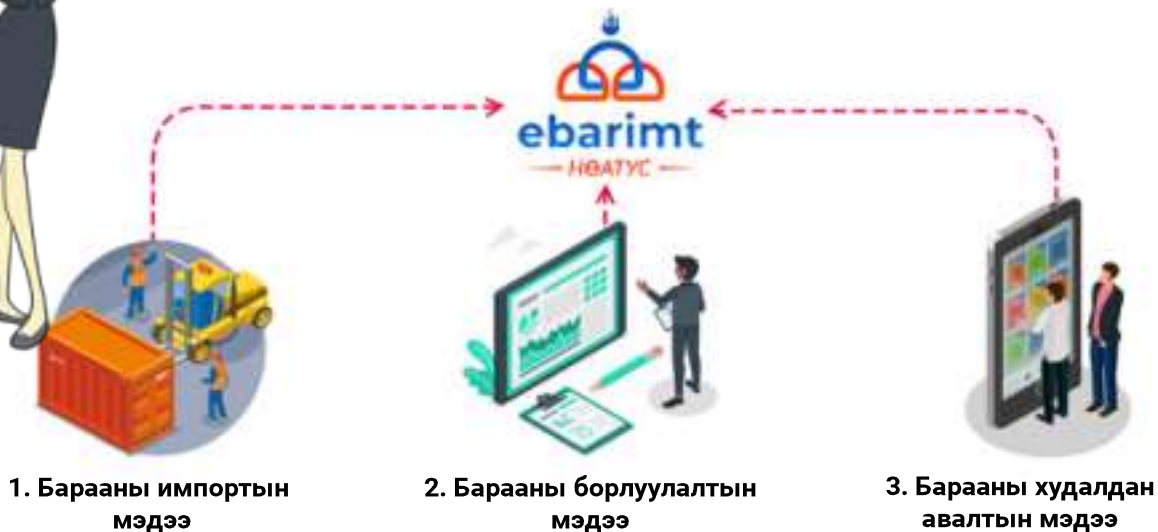 ebarimt
НӨАТУС
1. Барааны импортын
мэдээ
2. Барааны борлуулалтын
мэдээ
3. Барааны худалдан
авалтын мэдээ